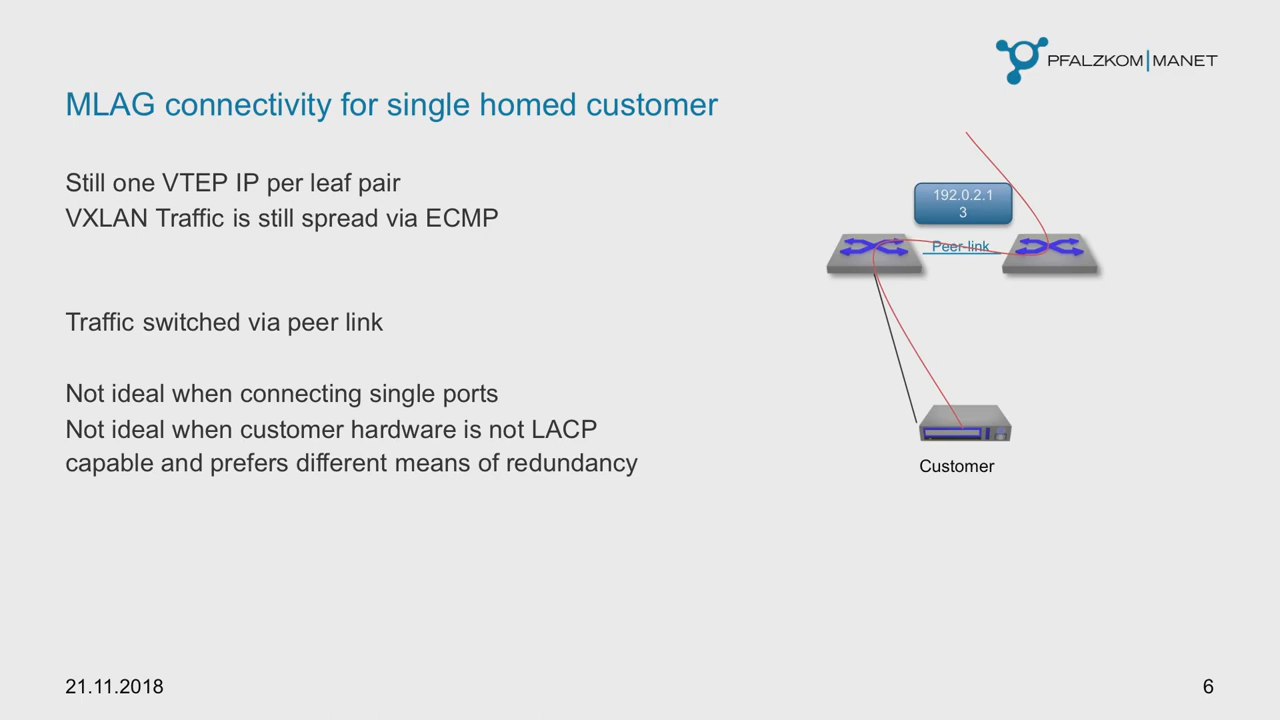 PFALZKOM|MANET
MLAG connectivity for single homed customer
Still one VTEP IP per leaf pair
VXLAN Traffic is still spread via ECMP
Traffic switched via peer link
Not ideal when connecting single ports
Not ideal when customer hardware is not LACP
capable and prefers different means of redundancy
192.0.2.1
3
Peer-link
Customer
21.11.2018
6